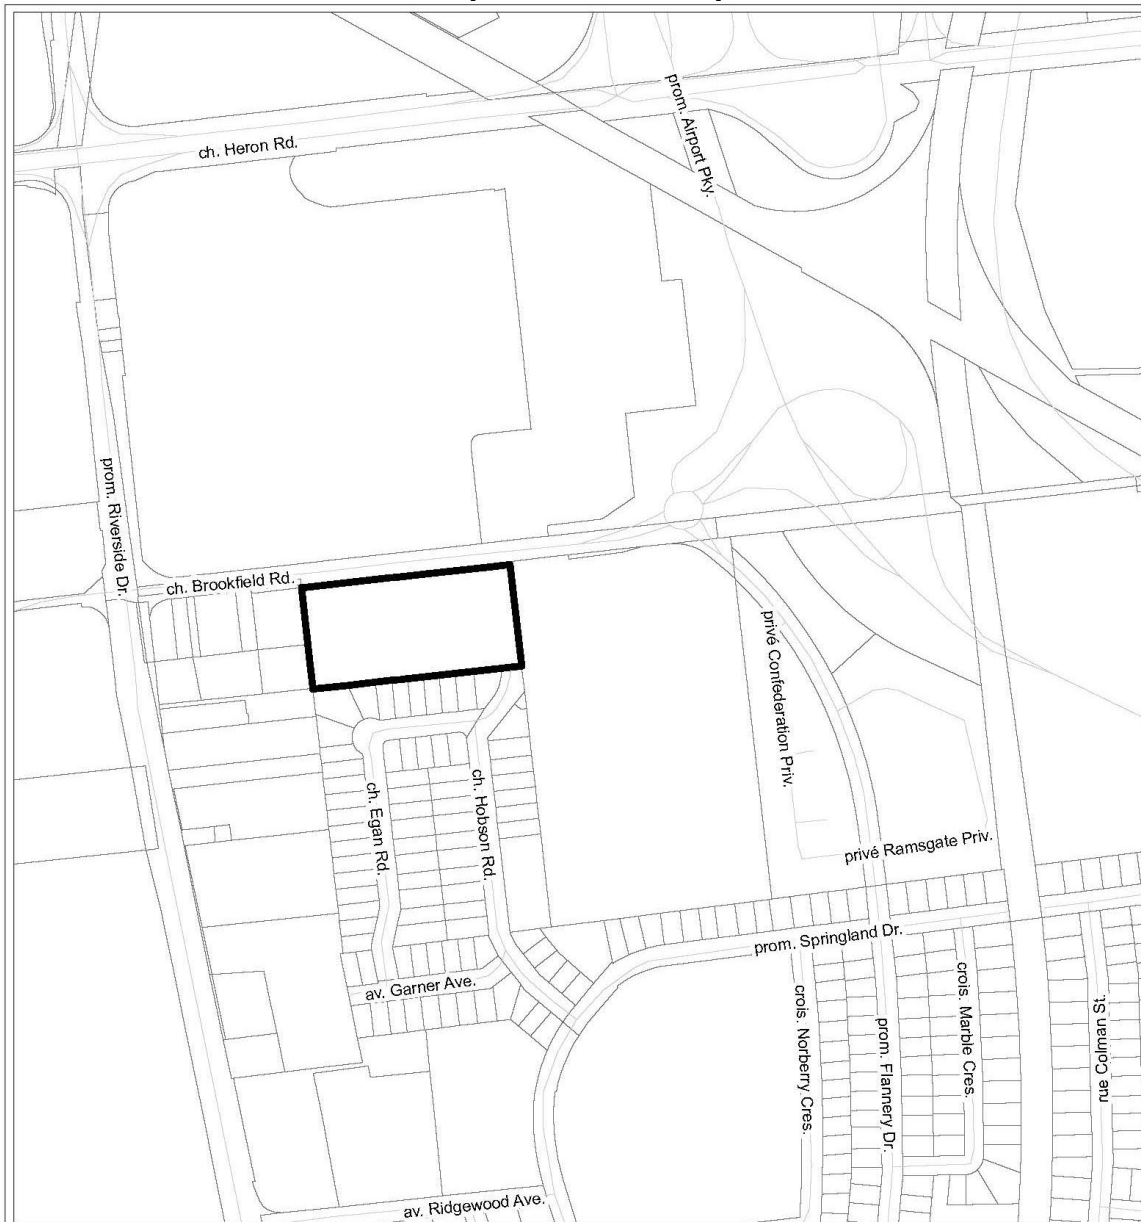 ch. Heron Rd.
prom. Airport Pky.
prom. Riverside Dr.
ch. Brookfield Rd.
privé Confederation Priv.
ch. Egan Rd.
ch. Hobson Rd.
privé Ramsgate Priv.
prom. Springland Dr.
av. Garner Ave.
crois. Norberry Cres.
prom. Flannery Dr.
crois. Marble Cres.
rue Colman St.
av. Ridgewood Ave.